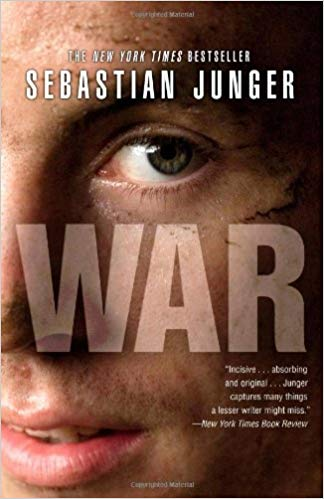 THE NEW YORK TIMES BESTSELLER
SEBASTIAN JUNGER
WAR
"Incisive . . . absorbing
and original . . . Junger
captures many things
a lesser writer might miss."
—New York Times Book Review